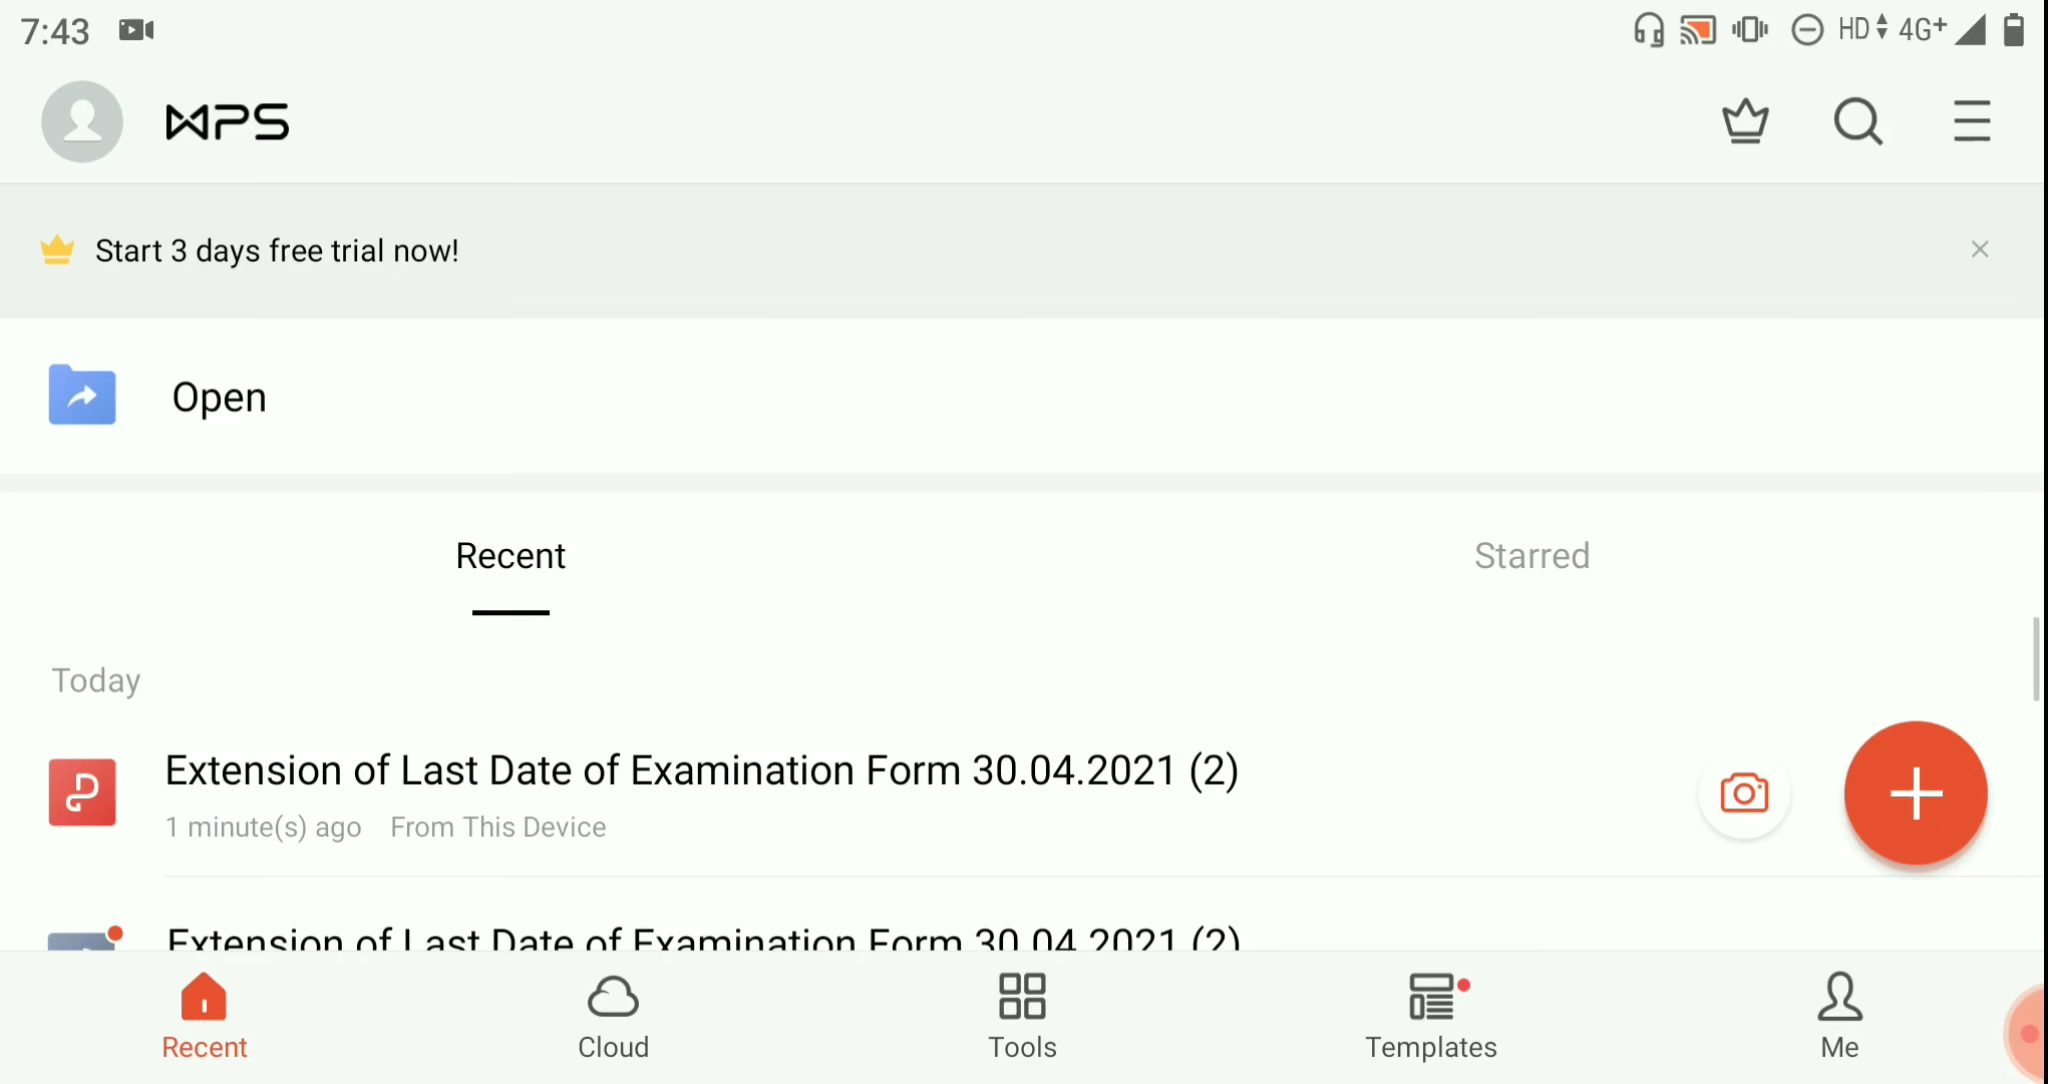 7:43
HD 4G+
WPS
Start 3 days free trial now!
Open
Recent
Starred
Today
Extension of Last Date of Examination Form 30.04.2021 (2)
1 minute(s) ago From This Device
Extension of Last Date of Examination Form 30.04.2021 (2)
Recent
Cloud
Tools
Templates
Me